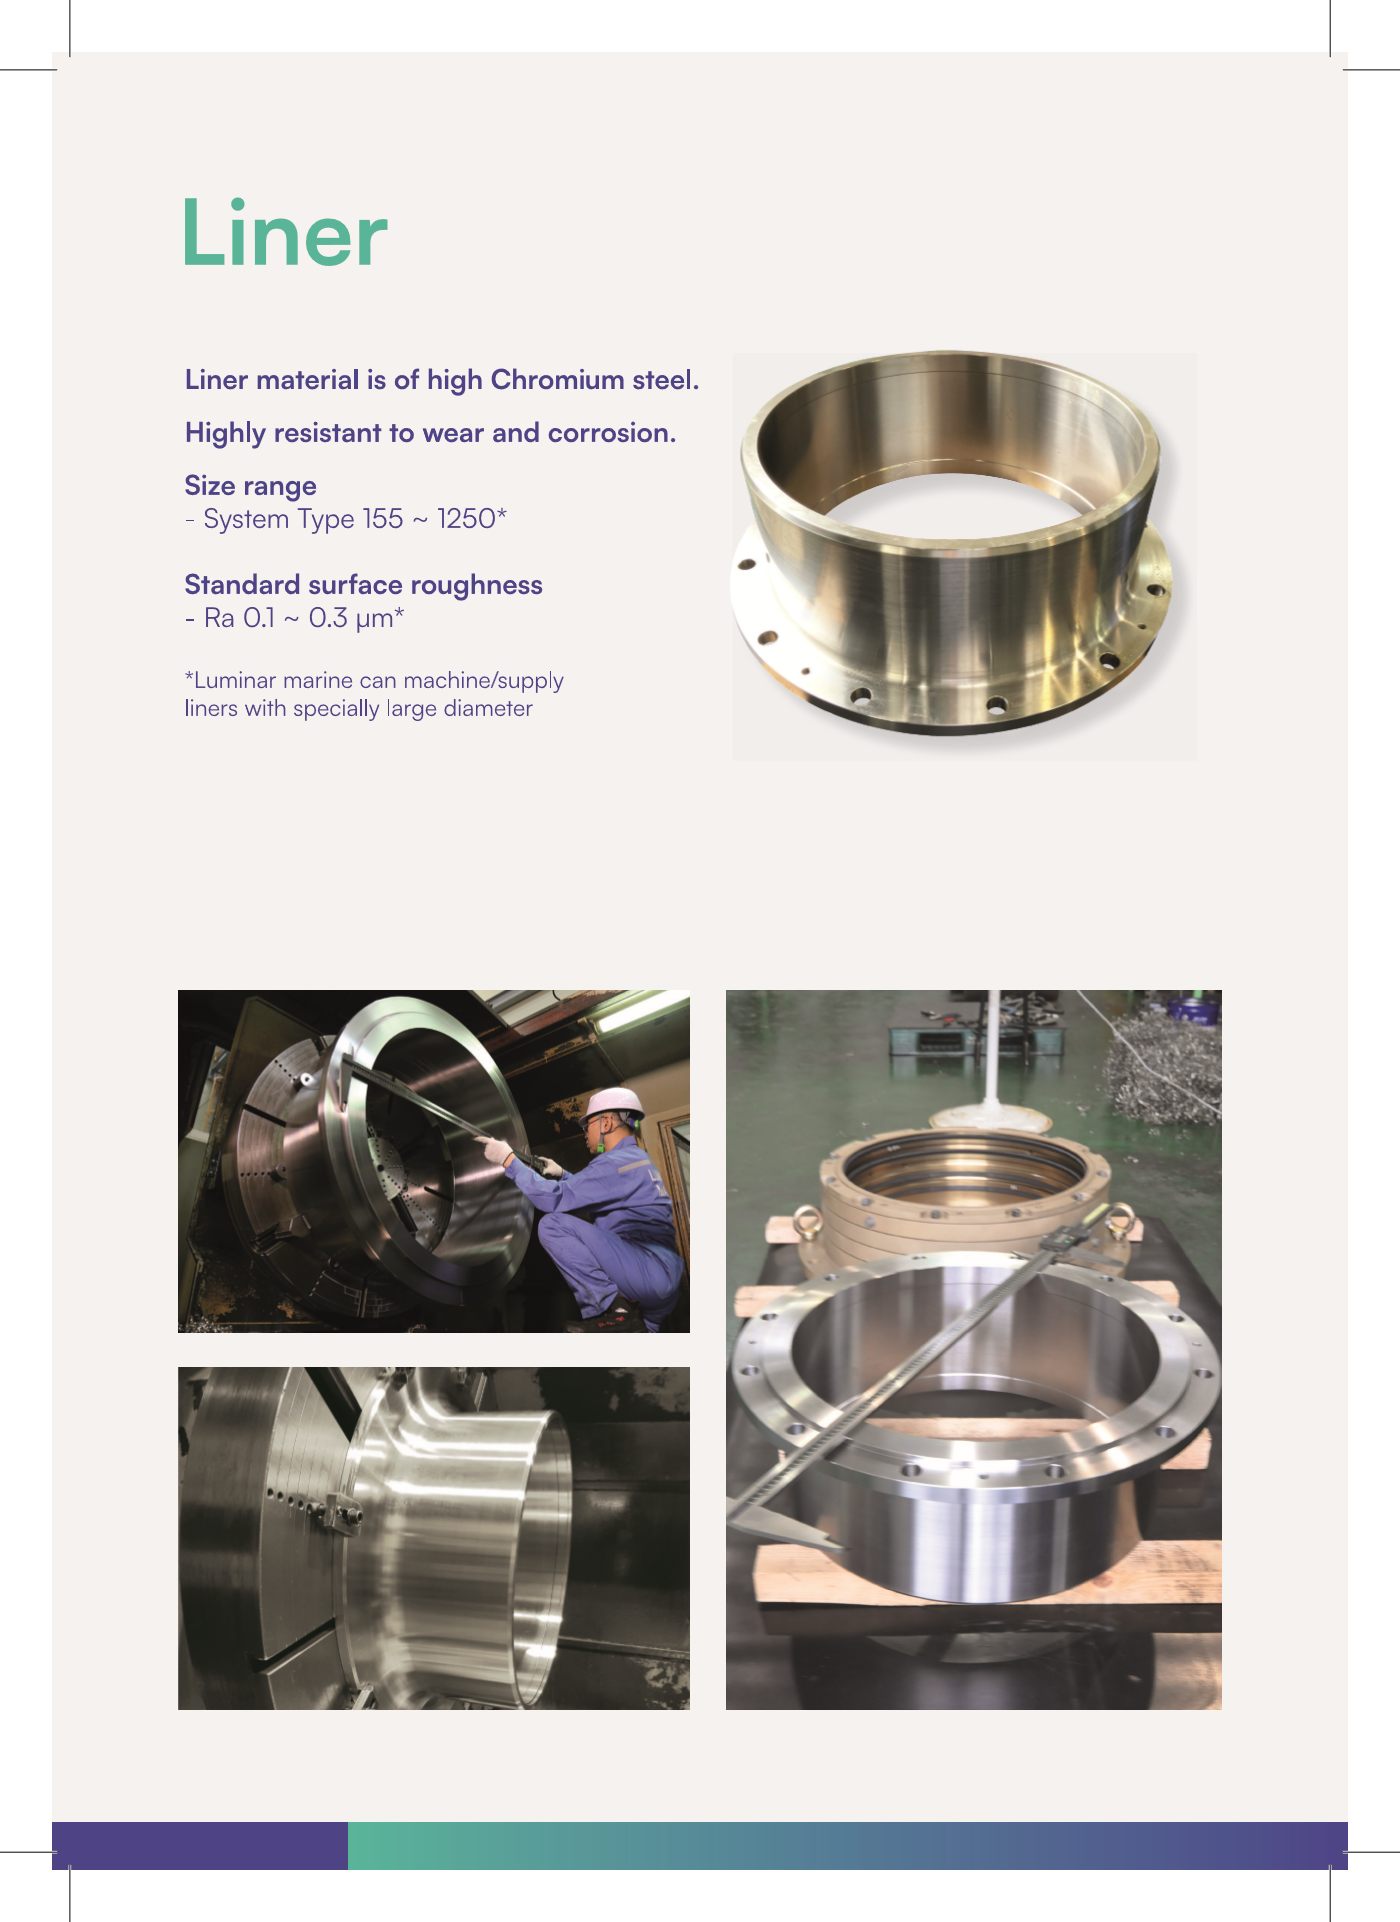 Liner
Liner material is of high Chromium steel.
Highly resistant to wear and corrosion.
Size range
- System Type 155 ~ 1250*
Standard surface roughness
- Ra 0.1 ~ 0.3 µm*
*Luminar marine can machine/supply
liners with specially large diameter